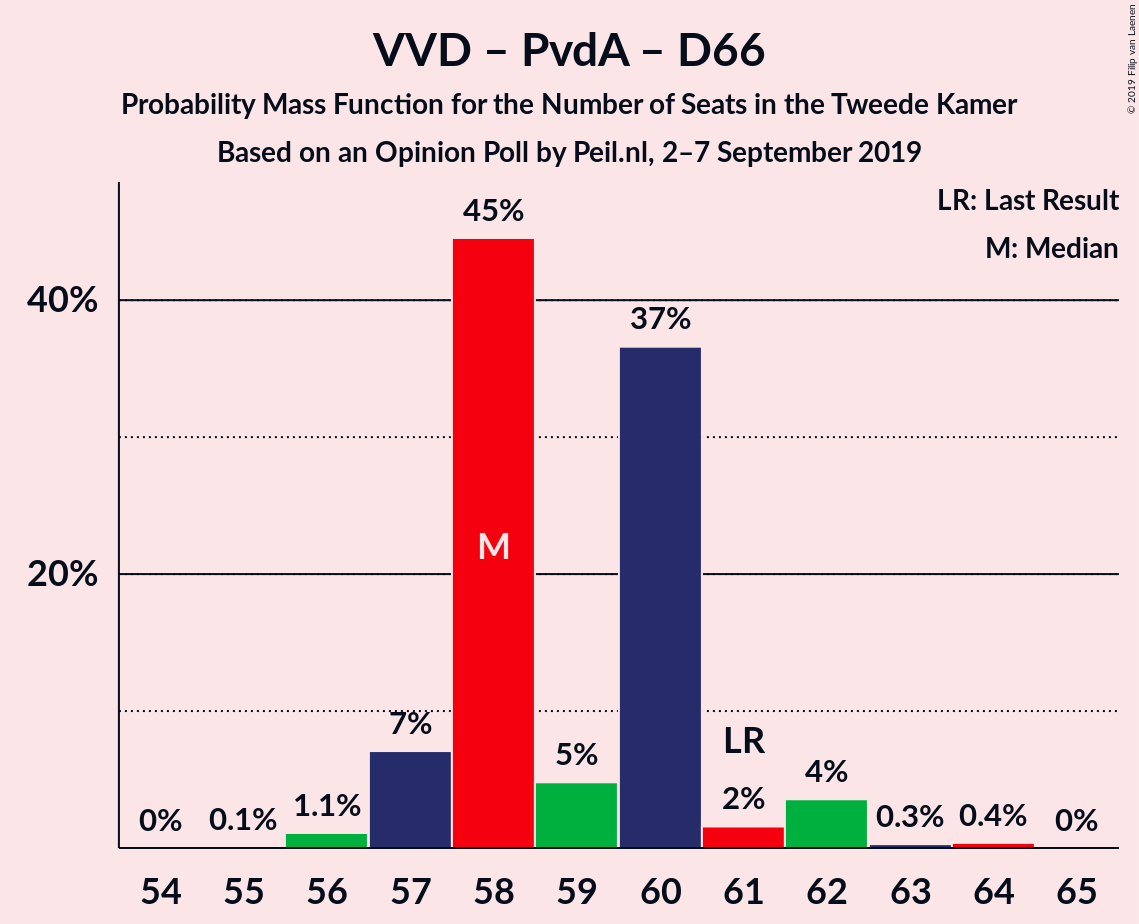 VVD – PvdA – D66
Probability Mass Function for the Number of Seats in the Tweede Kamer
Based on an Opinion Poll by Peil.nl, 2–7 September 2019
© 2019 Filip van Laenen
LR: Last Result
M: Median
45%
40%
37%
M
20%
7%
LR
5%
4%
2%
1.1%
0.3%
0.4%
0%
0.1%
0%
54 55 56 57 58 59 60 61 62 63 64 65